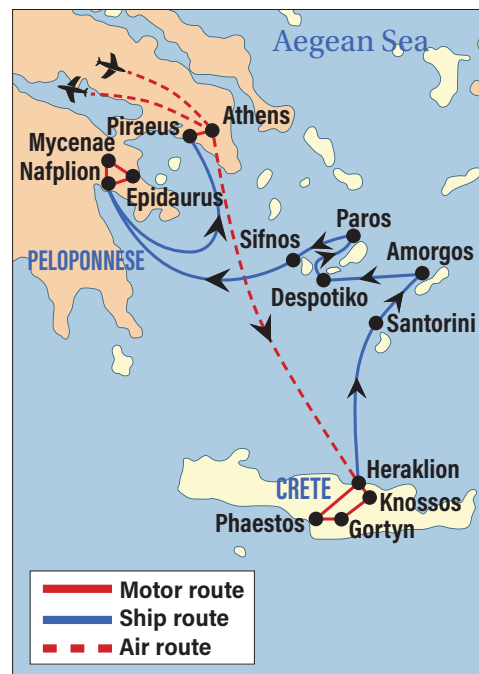 Aegean Sea
Athens
Piraeus
Mycenae
Nafplion
Epidaurus
Paros
Sifnos
Amorgos
PELOPONNESE
Despotiko
Santorini
Heraklion
CRETE
Knossos
Phaestos
Gortyn
Motor route
Ship route
Air route